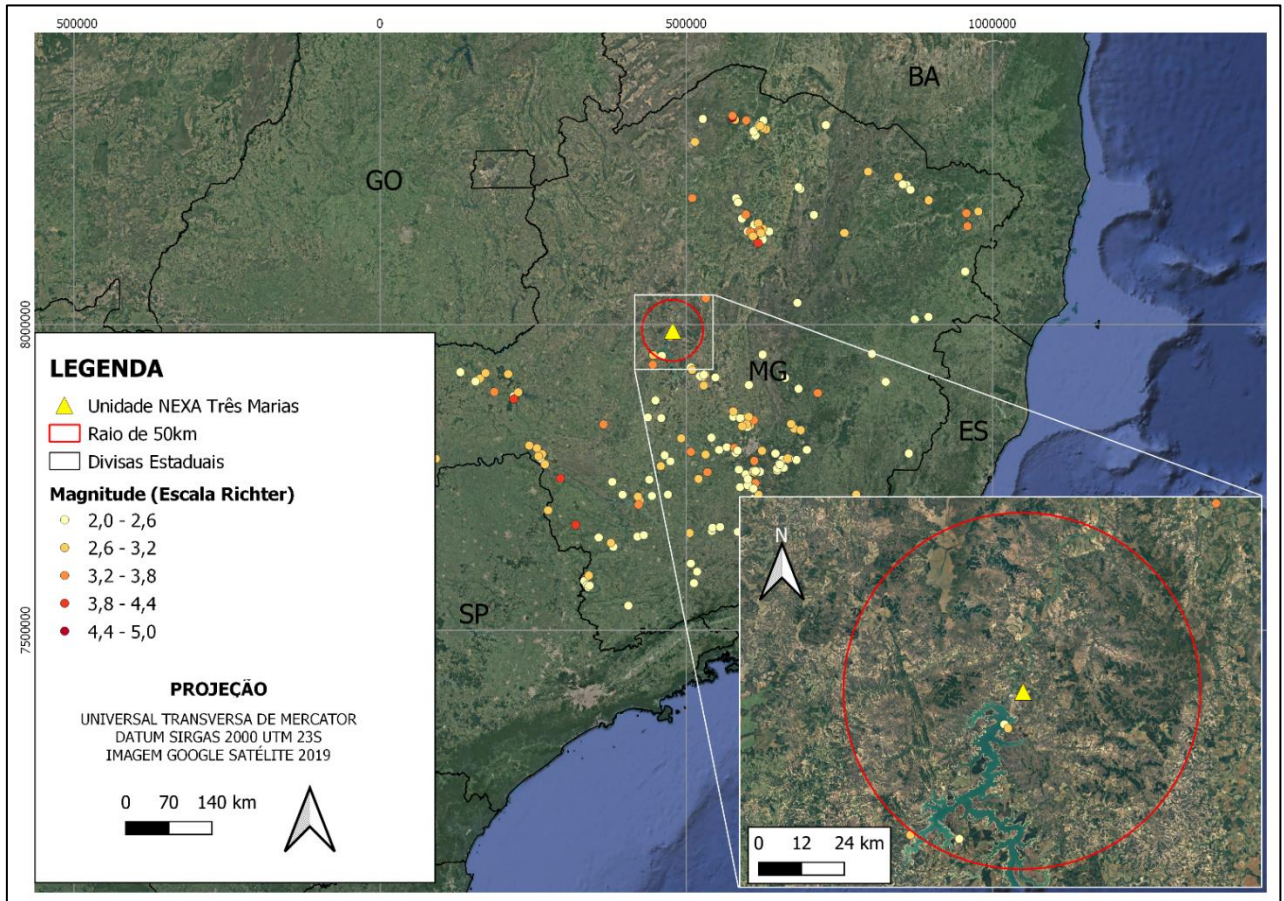 500000 0 500000 1000000
BA
GO
8000000
MG
ES
SP
7500000
LEGENDA
Unidade NEXA Três Marias
Raio de 50km
Divisas Estaduais
Magnitude (Escala Richter)
2,0 - 2,6
2,6 - 3,2
3,2 - 3,8
3,8 - 4,4
4,4 - 5,0
PROJEÇÃO
UNIVERSAL TRANSVERSA DE MERCATOR
DATUM SIRGAS 2000 UTM 23S
IMAGEM GOOGLE SATÉLITE 2019
0 70 140 km
N
0 12 24 km